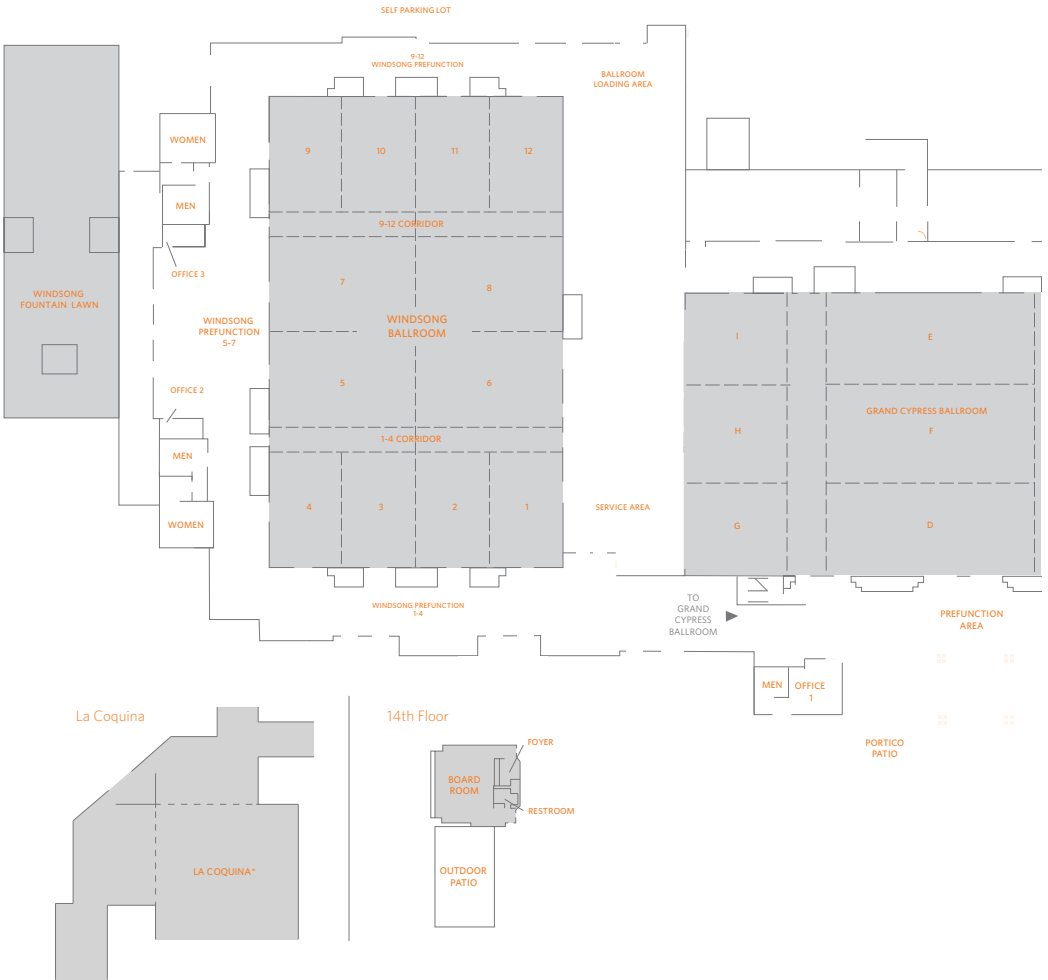 SELF PARKING LOT
9-12
WINDSONG PREFUNCTION
BALLROOM
LOADING AREA
WOMEN
9
10
11
12
MEN
9-12 CORRIDOR
OFFICE 3
7
8
WINDSONG
FOUNTAIN LAWN
WINDSONG
PREFUNCTION
5-7
WINDSONG
BALLROOM
I
E
5
6
OFFICE 2
GRAND CYPRESS BALLROOM
H
F
1-4 CORRIDOR
MEN
4
3
2
1
SERVICE AREA
WOMEN
G
D
WINDSONG PREFUNCTION
1-4
TO
GRAND
CYPRESS
BALLROOM
PREFUNCTION
AREA
MEN
OFFICE
1
PORTICO
PATIO
La Coquina
LA COQUINA*
14th Floor
FOYER
BOARD
ROOM
RESTROOM
OUTDOOR
PATIO